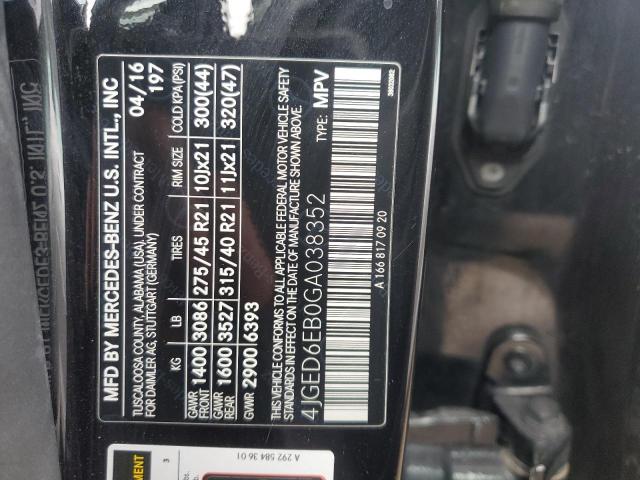 MFD BY MERCEDES-BENZ U.S. INTL., INC
TUSCALOOSA COUNTY, ALABAMA (USA), UNDER CONTRACT
FOR DAIMLER AG, STUTTGART (GERMANY)
04/16
197
KG LB TIRES RIM SIZE COLD KPA (PSI)
GAWR FRONT 1400 3086 275/45 R21 10Jx21 300(44)
GAWR REAR 1600 3527 315/40 R21 11Jx21 320(47)
GVWR 2900 6393
THIS VEHICLE CONFORMS TO ALL APPLICABLE FEDERAL MOTOR VEHICLE SAFETY
STANDARDS IN EFFECT ON THE DATE OF MANUFACTURE SHOWN ABOVE.
4JGED6EB0GA038352 TYPE: MPV
A 166 817 09 20
A 292 584 36 01
3